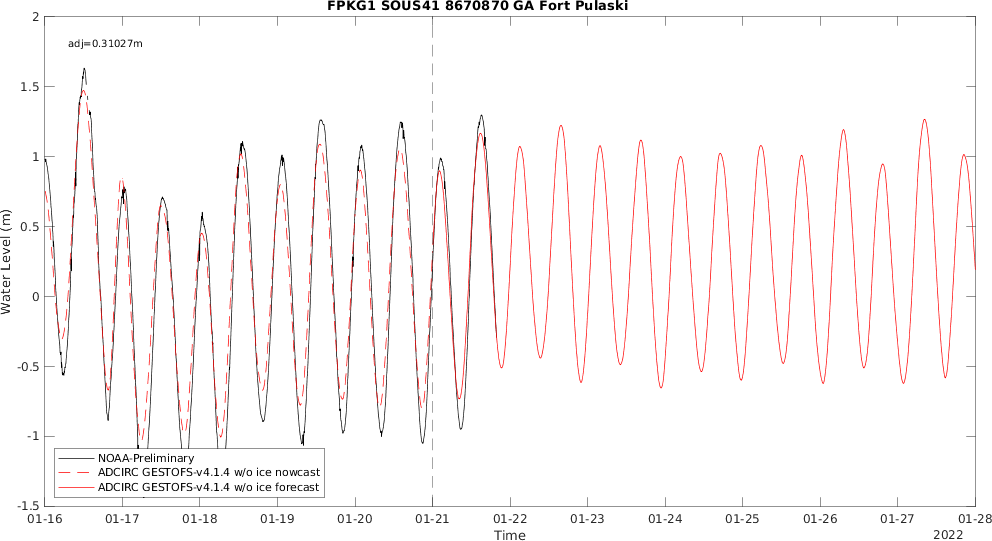 FPKG1 SOUS41 8670870 GA Fort Pulaski
adj=0.31027m
2
1.5
1
0.5
0
-0.5
-1
-1.5
Water Level (m)
NOAA-Preliminary
ADCIRC GESTOFS-v4.1.4 w/o ice nowcast
ADCIRC GESTOFS-v4.1.4 w/o ice forecast
01-16 01-17 01-18 01-19 01-20 01-21 01-22 01-23 01-24 01-25 01-26 01-27 01-28
Time
2022